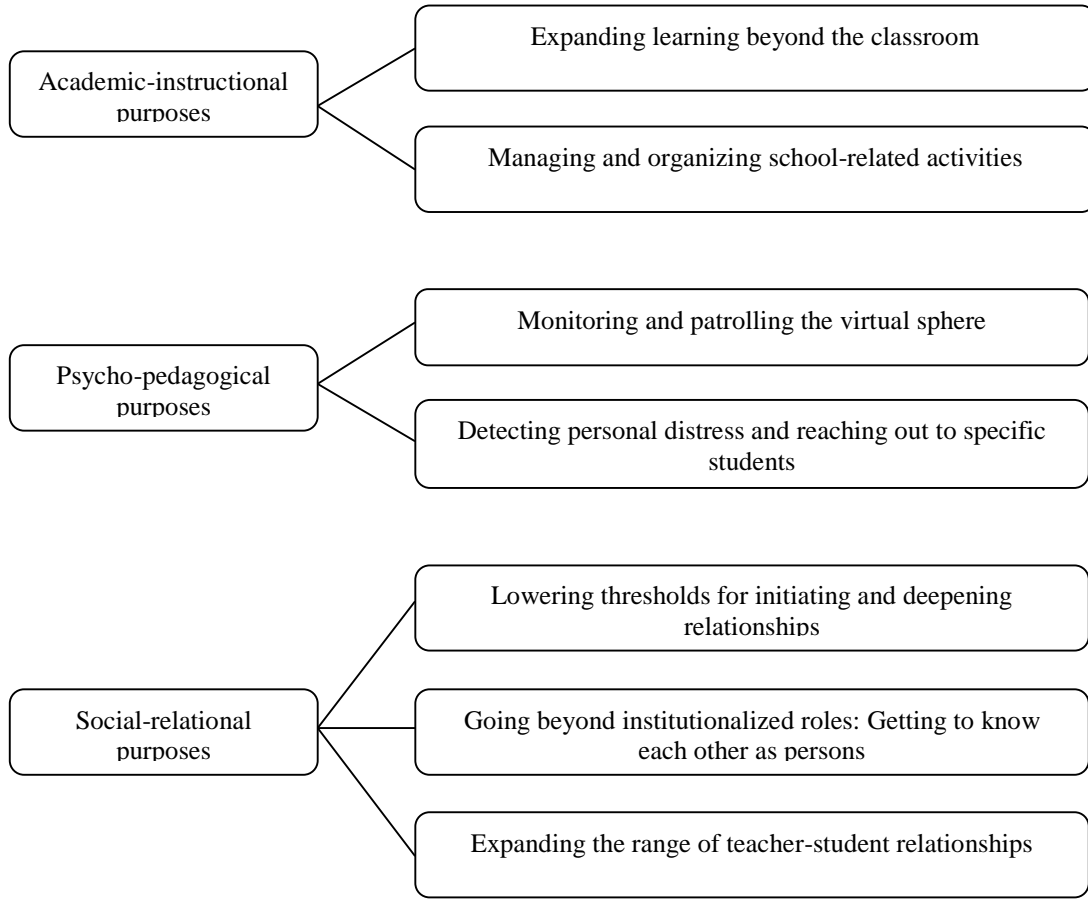 Academic-instructional
purposes
Expanding learning beyond the classroom
Managing and organizing school-related activities
Psycho-pedagogical
purposes
Monitoring and patrolling the virtual sphere
Detecting personal distress and reaching out to specific
students
Social-relational
purposes
Lowering thresholds for initiating and deepening
relationships
Going beyond institutionalized roles: Getting to know
each other as persons
Expanding the range of teacher-student relationships